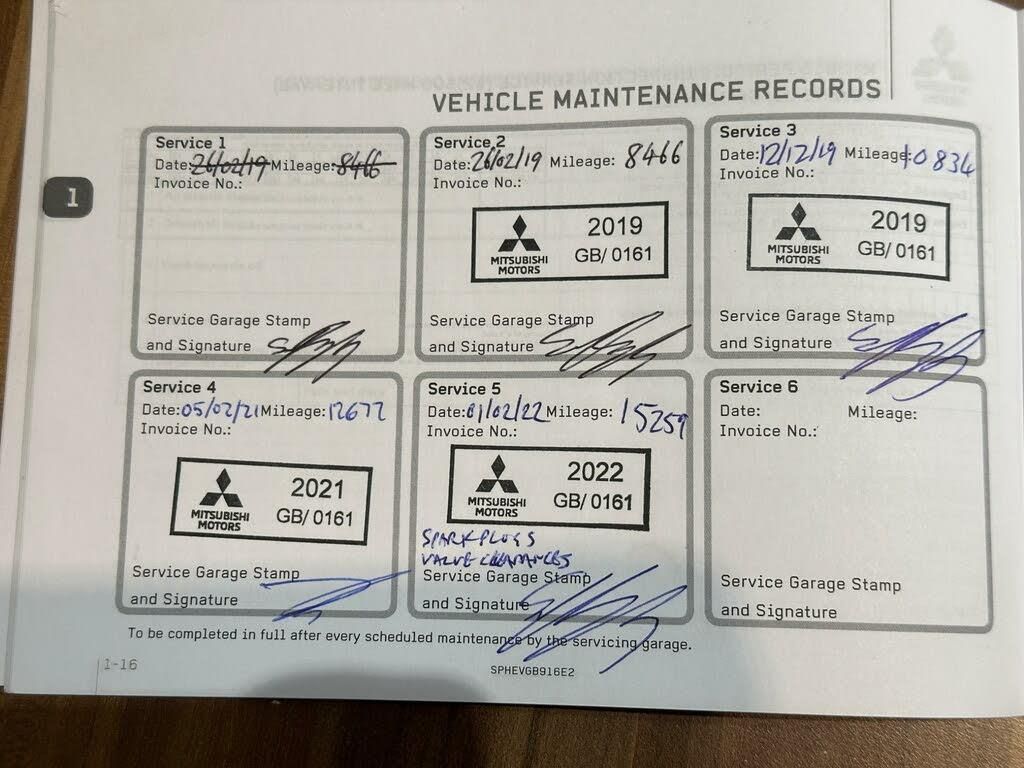 VEHICLE MAINTENANCE RECORDS
1
Service 1
Date: 26/02/19 Mileage: 8466
Invoice No.:
Service Garage Stamp
and Signature
Service 2
Date: 26/02/19 Mileage: 8466
Invoice No.:
2019
GB/ 0161
MITSUBISHI
MOTORS
Service Garage Stamp
and Signature
Service 3
Date: 12/12/19 Mileage: 10834
Invoice No.:
2019
GB/ 0161
MITSUBISHI
MOTORS
Service Garage Stamp
and Signature
Service 4
Date: 05/02/21 Mileage: 12677
Invoice No.:
2021
GB/ 0161
MITSUBISHI
MOTORS
Service Garage Stamp
and Signature
Service 5
Date: 01/02/22 Mileage: 15259
Invoice No.:
2022
GB/ 0161
MITSUBISHI
MOTORS
SPARK PLUGS
VALVE CLEARANCES
Service Garage Stamp
and Signature
Service 6
Date: Mileage:
Invoice No.:
Service Garage Stamp
and Signature
To be completed in full after every scheduled maintenance by the servicing garage.
1-16
SPHEVGB916E2